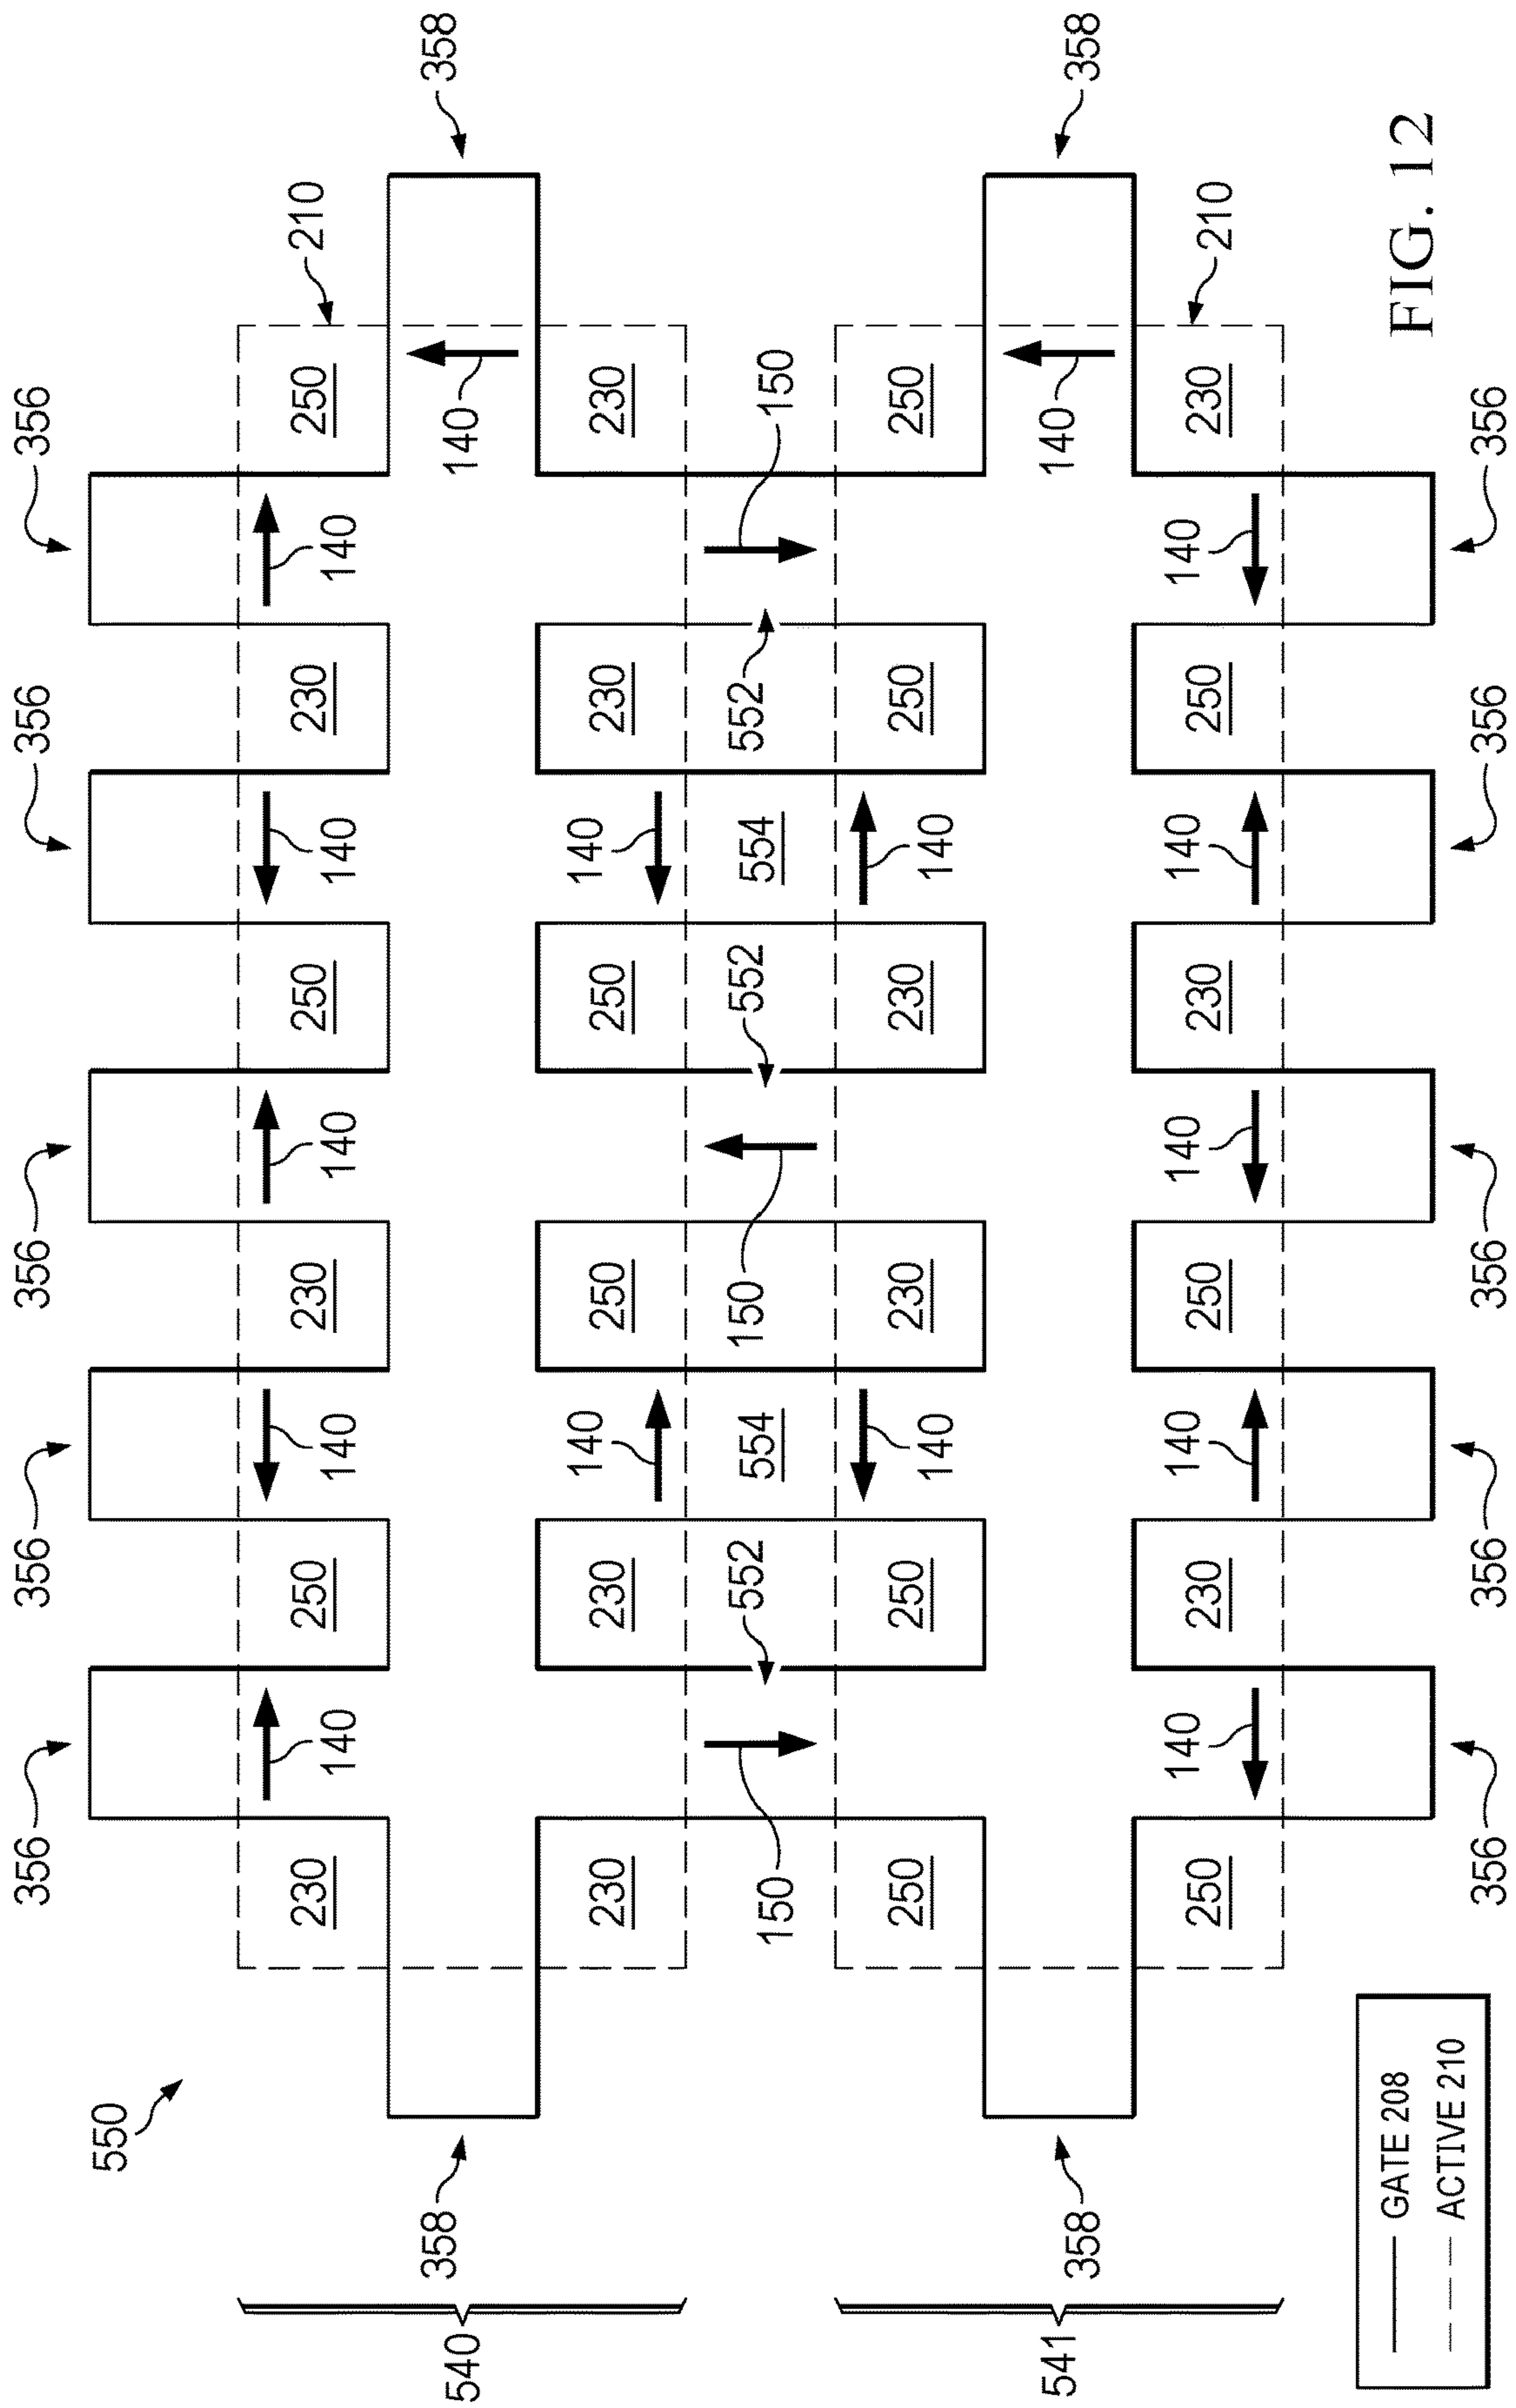 356 356 356 356 356
550
230 250 230 250 230 250 210
140 140 140 140 140
540 358 140 358
140 140
230 230 250 250 230 230
150 552 554 150 552 554 552 150
250 250 230 230 250 250
140 140
541 358 140 358
140 140 140 140 140
250 230 250 230 250 230 210
GATE 208
ACTIVE 210
356 356 356 356 356
FIG. 12